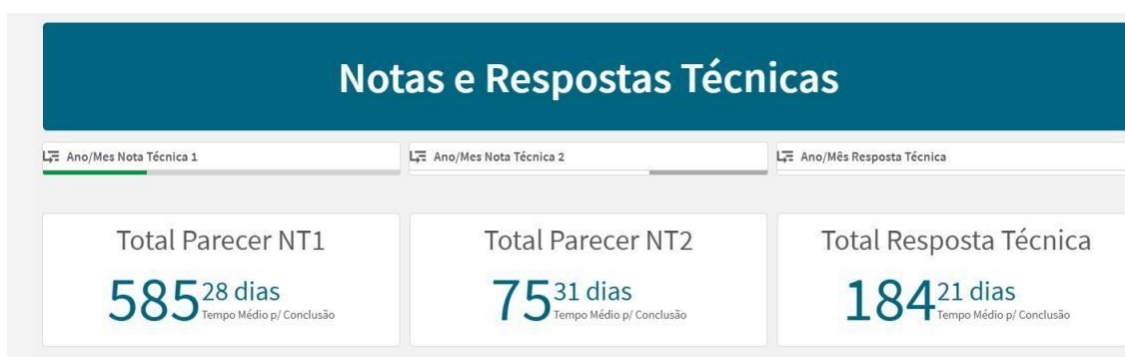 Notas e Respostas Técnicas
Ano/Mes Nota Técnica 1
Ano/Mes Nota Técnica 2
Ano/Mês Resposta Técnica
Total Parecer NT1
585 28 dias
Tempo Médio p/ Conclusão
Total Parecer NT2
75 31 dias
Tempo Médio p/ Conclusão
Total Resposta Técnica
184 21 dias
Tempo Médio p/ Conclusão